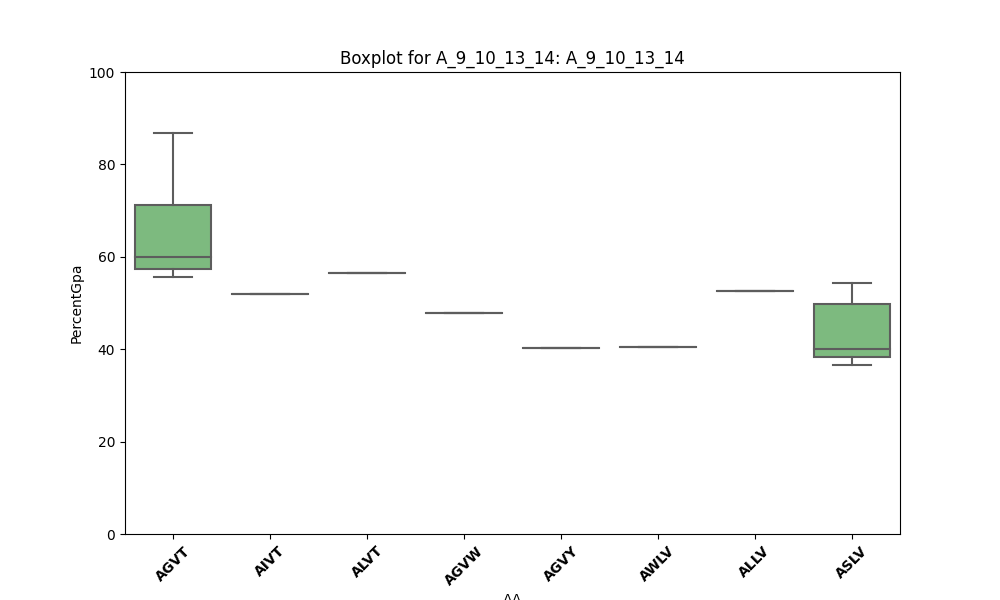 Boxplot for A_9_10_13_14: A_9_10_13_14
100
80
60
40
20
0
PercentGpa
AGVT
AIVT
ALVT
AGVW
AGVY
AWLV
ALLV
ASLV
AA